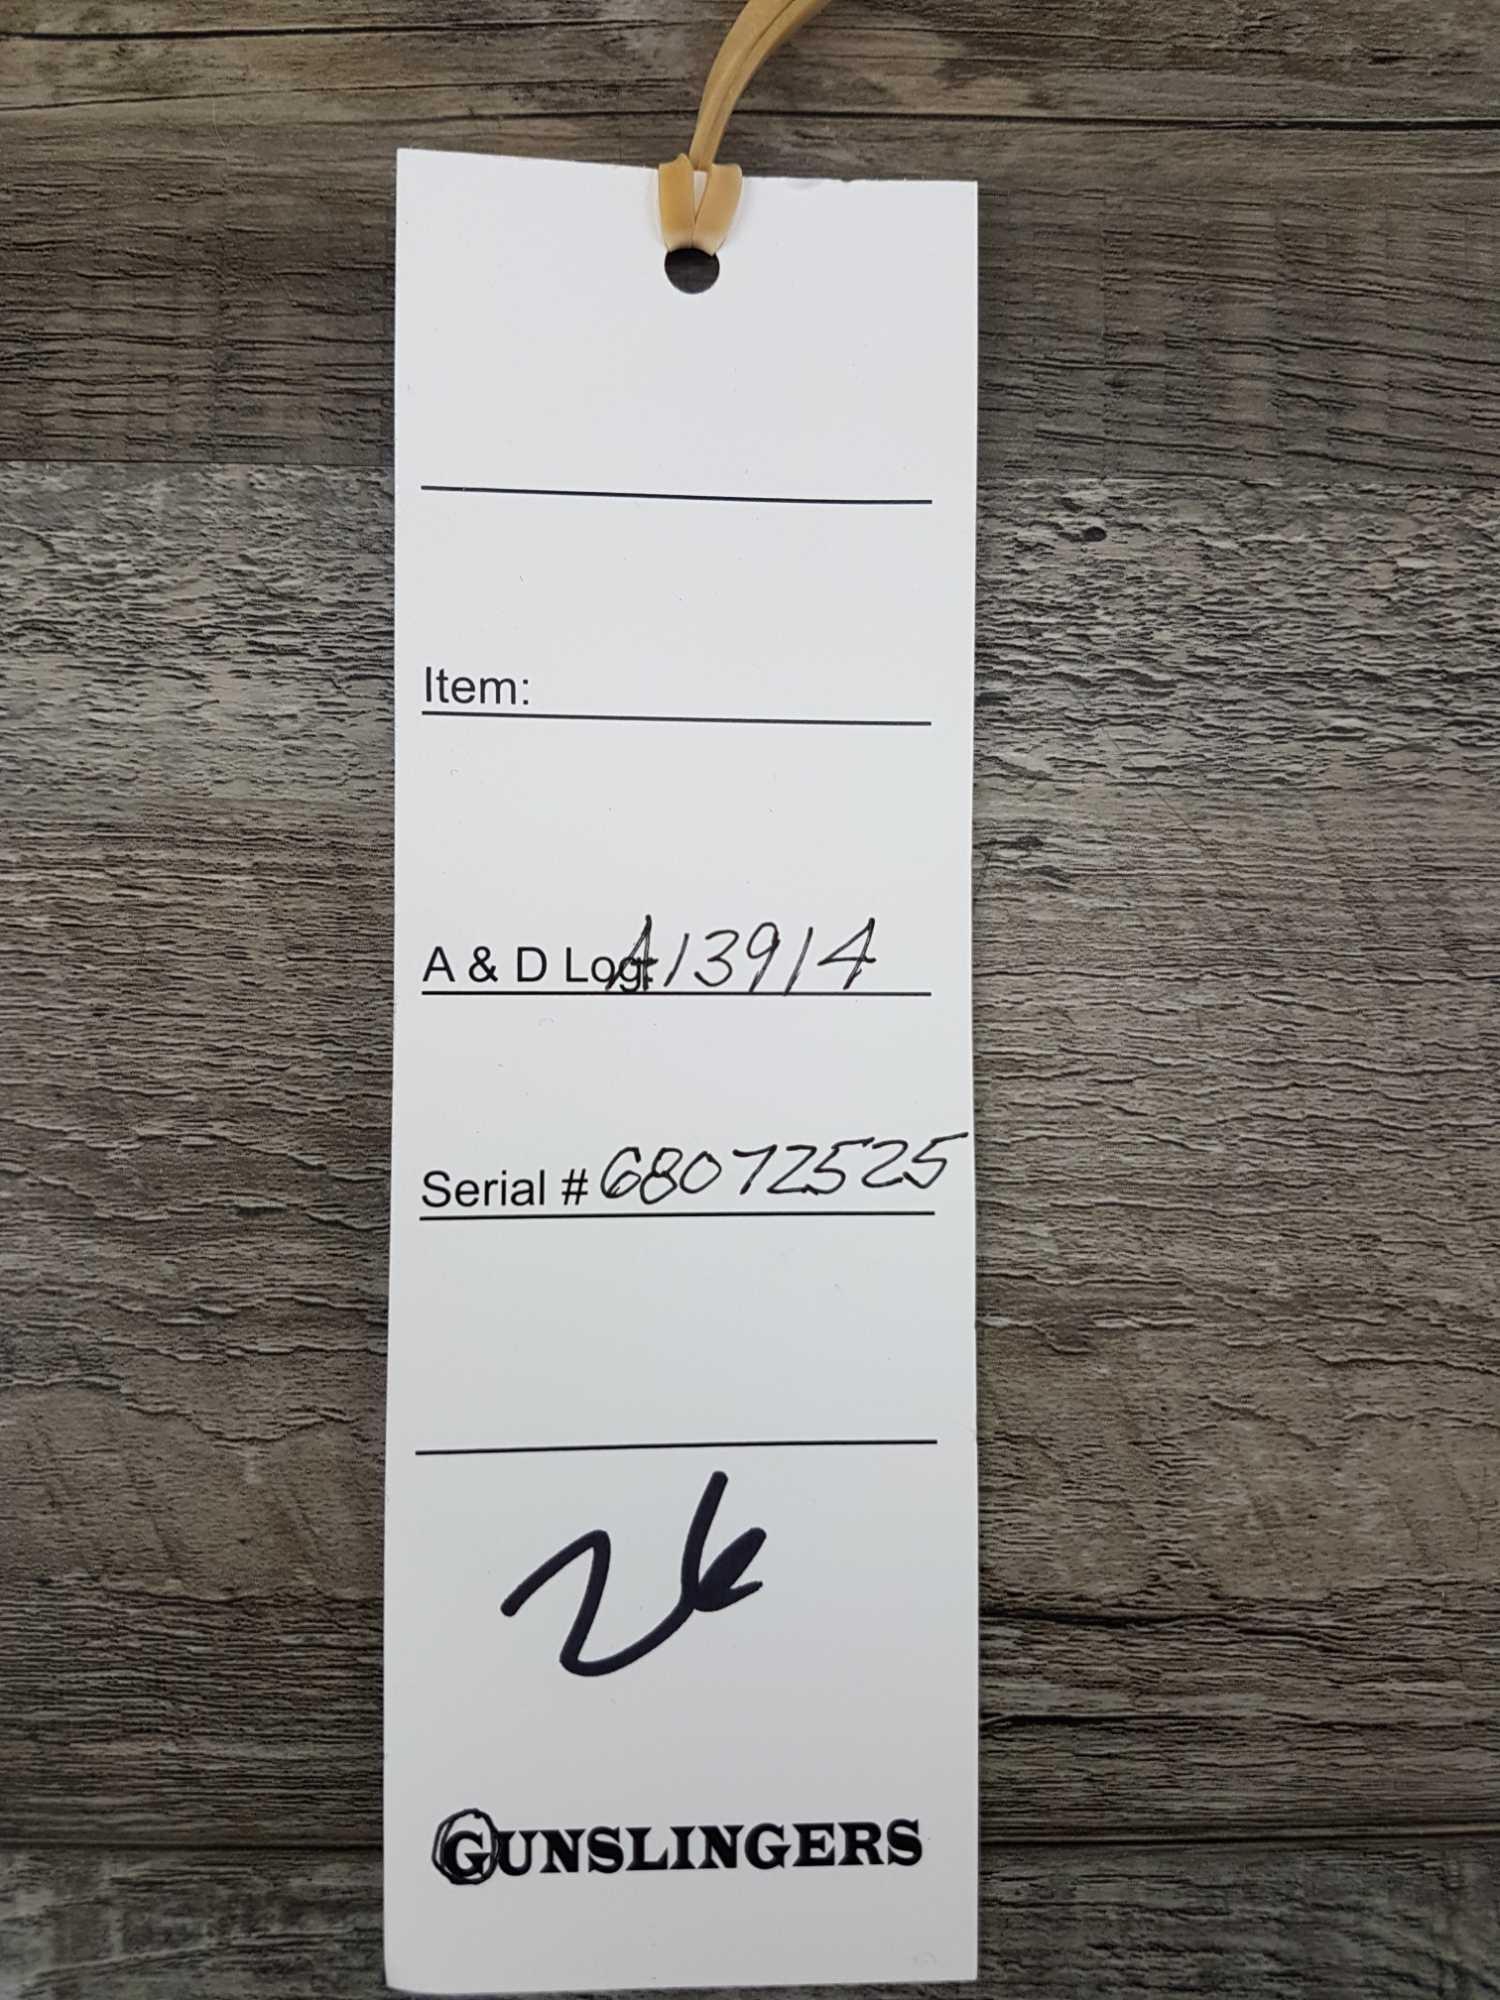 Item:
A & D Log: A13914
Serial # 68072525
26
GUNSLINGERS